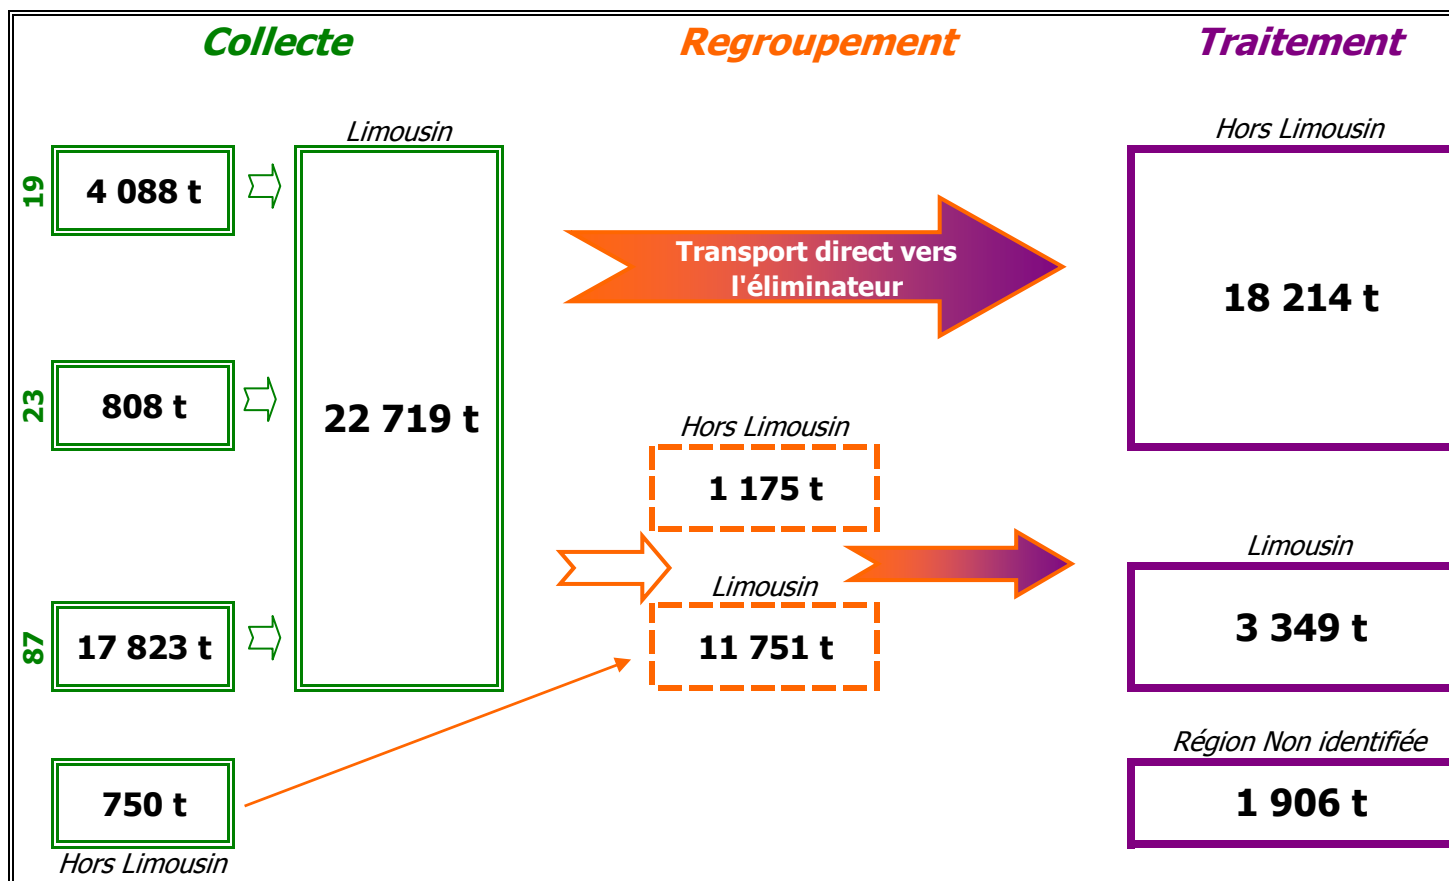 Collecte
Regroupement
Traitement
Limousin
Hors Limousin
19
4 088 t
Transport direct vers
l'éliminateur
18 214 t
23
808 t
22 719 t
Hors Limousin
1 175 t
Limousin
Limousin
87
17 823 t
11 751 t
3 349 t
Région Non identifiée
750 t
1 906 t
Hors Limousin